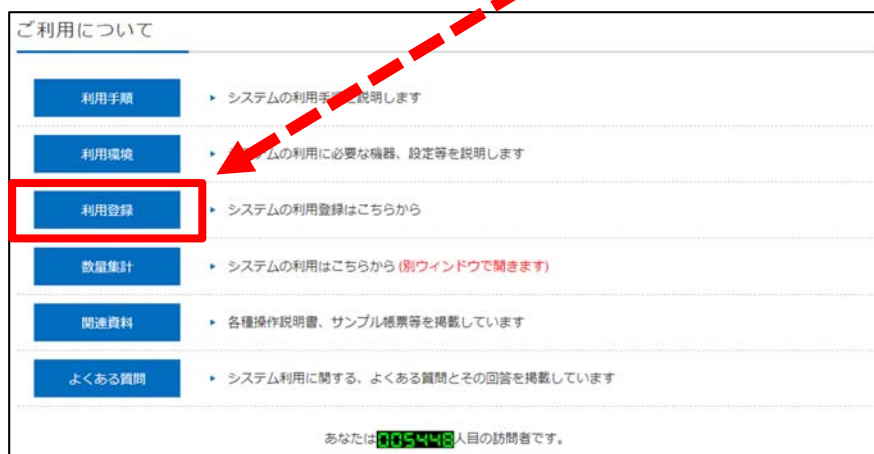 ご利用について
利用手順 システムの利用手順を説明します
利用環境 システムの利用に必要な機器、設定等を説明します
利用登録 システムの利用登録はこちらから
数量集計 システムの利用はこちらから(別ウィンドウで開きます)
関連資料 各種操作説明書、サンプル帳票等を掲載しています
よくある質問 システム利用に関する、よくある質問とその回答を掲載しています
あなたは005448人目の訪問者です。